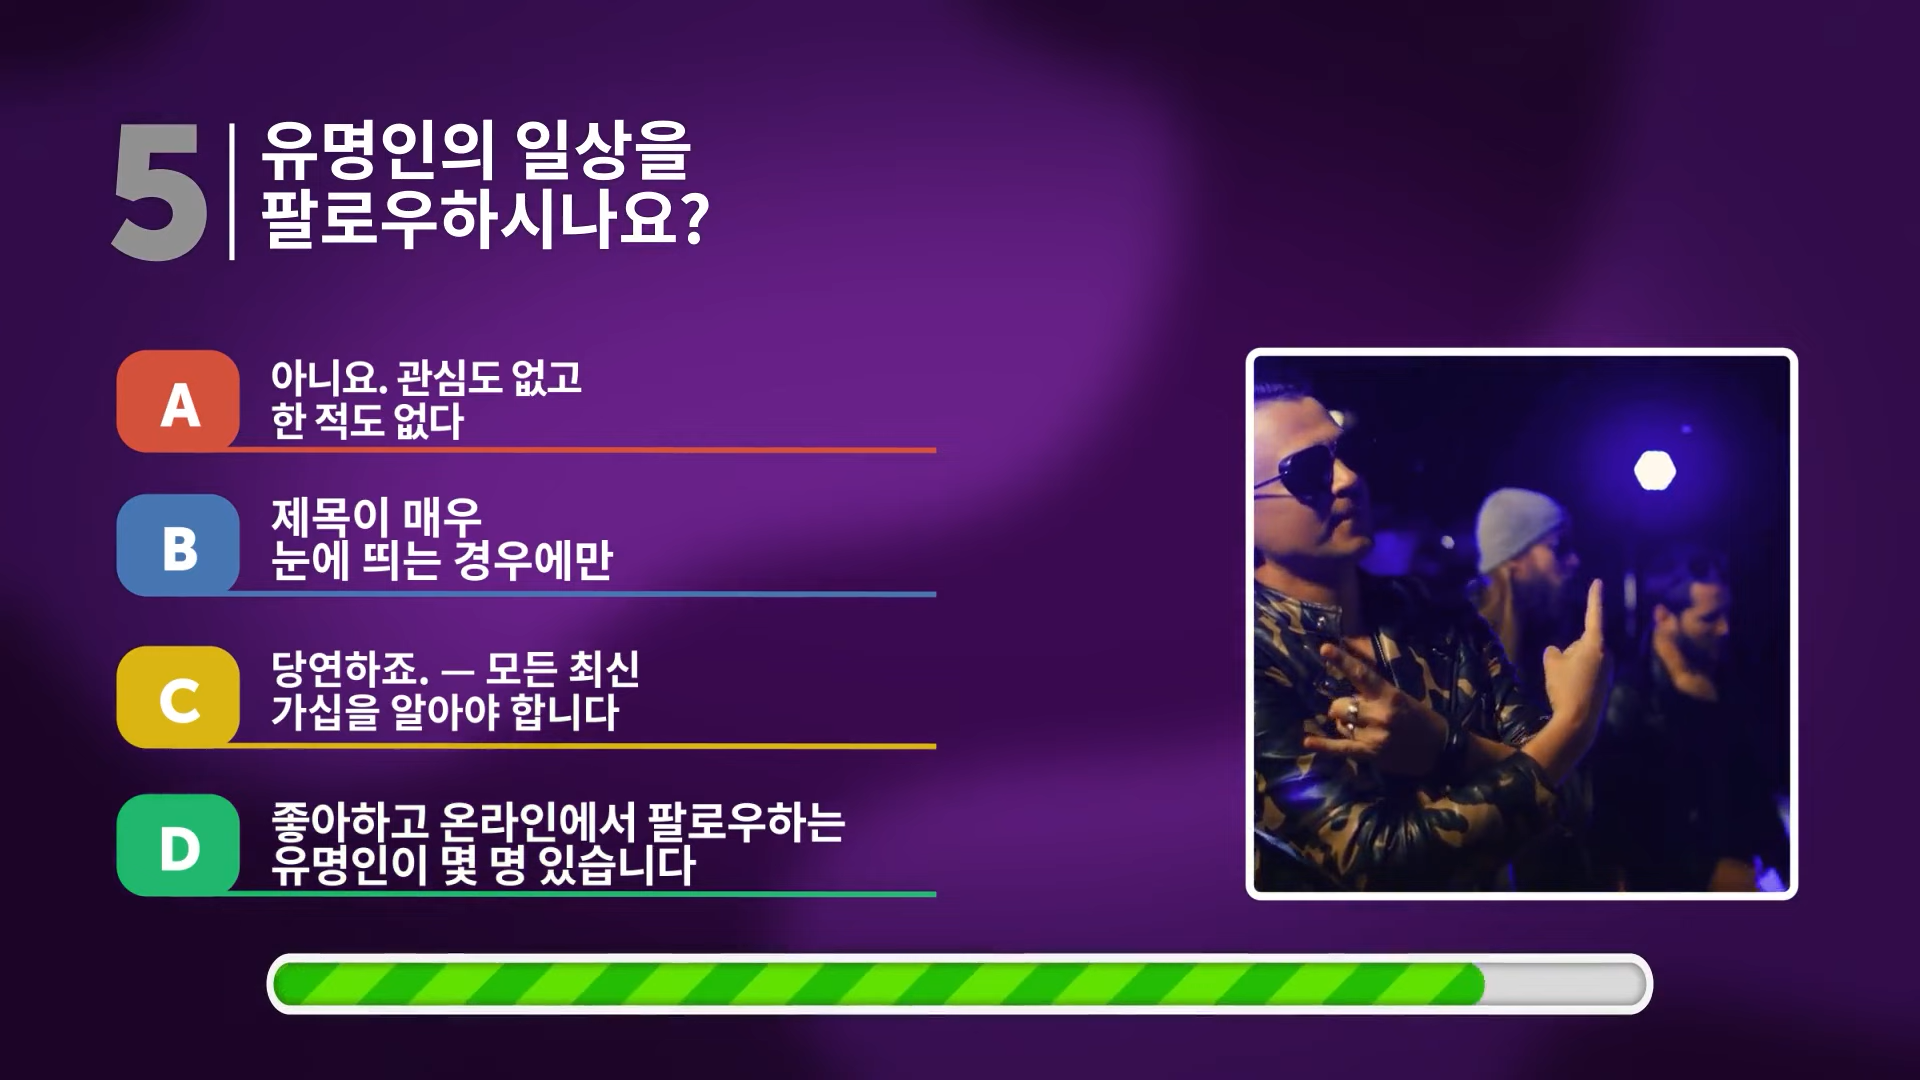 5
유명인의 일상을
팔로우하시나요?
A
아니요. 관심도 없고
한 적도 없다
B
제목이 매우
눈에 띄는 경우에만
C
당연하죠. — 모든 최신
가십을 알아야 합니다
D
좋아하고 온라인에서 팔로우하는
유명인이 몇 명 있습니다